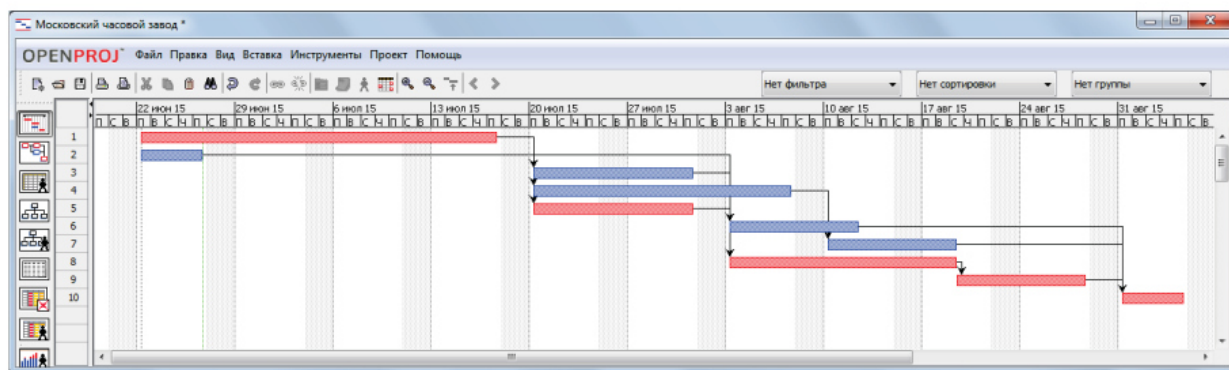 Московский часовой завод *
OPENPROJ™ Файл Правка Вид Вставка Инструменты Проект Помощь
Нет фильтра Нет сортировки Нет группы
22 июн 15 29 июн 15 6 июл 15 13 июл 15 20 июл 15 27 июл 15 3 авг 15 10 авг 15 17 авг 15 24 авг 15 31 авг 15
П С В П В С Ч П С В П В С Ч П С В П В С Ч П С В П В С Ч П С В П В С Ч П С В П В С Ч П С В П В С Ч П С В П В С Ч П С В П В С Ч П С В П В С Ч П С В П В С Ч П С В
1
2
3
4
5
6
7
8
9
10